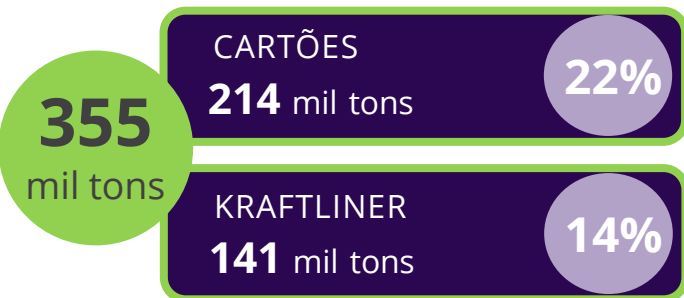 355
mil tons
CARTÕES
214 mil tons
22%
KRAFTLINER
141 mil tons
14%